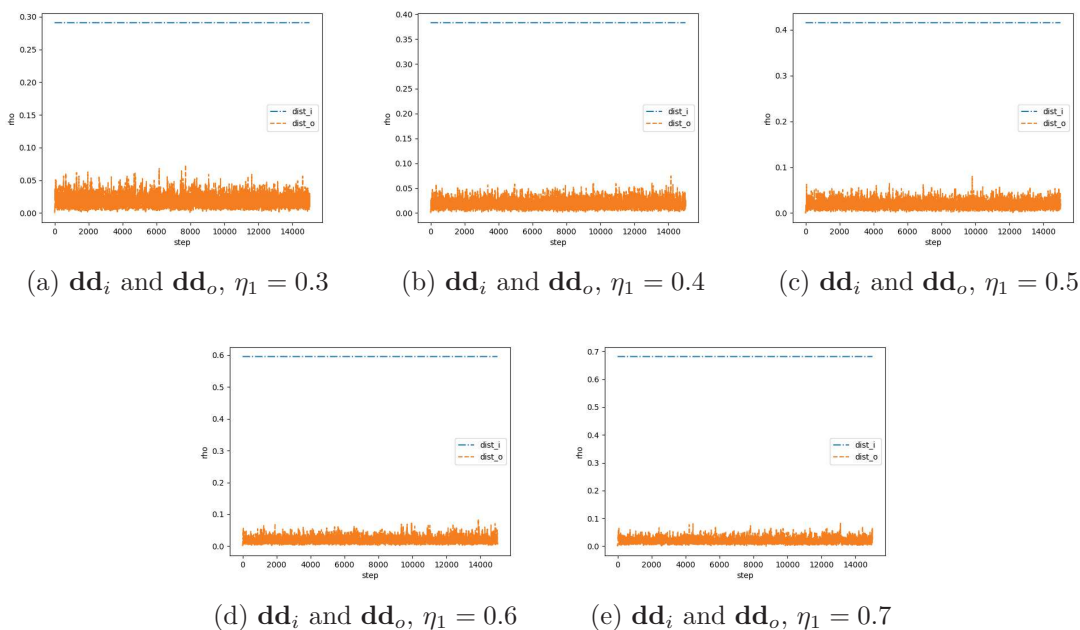 0.30
0.25
0.20
0.15
0.10
0.05
0.00
rho
dist_i
dist_o
0 2000 4000 6000 8000 10000 12000 14000
step
(a) dd_i and dd_o, η_1 = 0.3
0.40
0.35
0.30
0.25
0.20
0.15
0.10
0.05
0.00
rho
dist_i
dist_o
0 2000 4000 6000 8000 10000 12000 14000
step
(b) dd_i and dd_o, η_1 = 0.4
0.4
0.3
0.2
0.1
0.0
rho
dist_i
dist_o
0 2000 4000 6000 8000 10000 12000 14000
step
(c) dd_i and dd_o, η_1 = 0.5
0.6
0.5
0.4
0.3
0.2
0.1
0.0
rho
dist_i
dist_o
0 2000 4000 6000 8000 10000 12000 14000
step
(d) dd_i and dd_o, η_1 = 0.6
0.7
0.6
0.5
0.4
0.3
0.2
0.1
0.0
rho
dist_i
dist_o
0 2000 4000 6000 8000 10000 12000 14000
step
(e) dd_i and dd_o, η_1 = 0.7